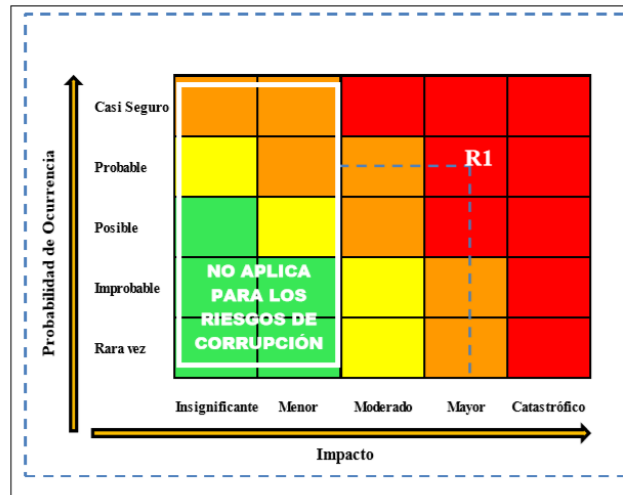 Probabilidad de Ocurrencia
Casi Seguro
Probable
R1
Posible
Improbable
Rara vez
NO APLICA
PARA LOS
RIESGOS DE
CORRUPCIÓN
Insignificante
Menor
Moderado
Mayor
Catastrófico
Impacto